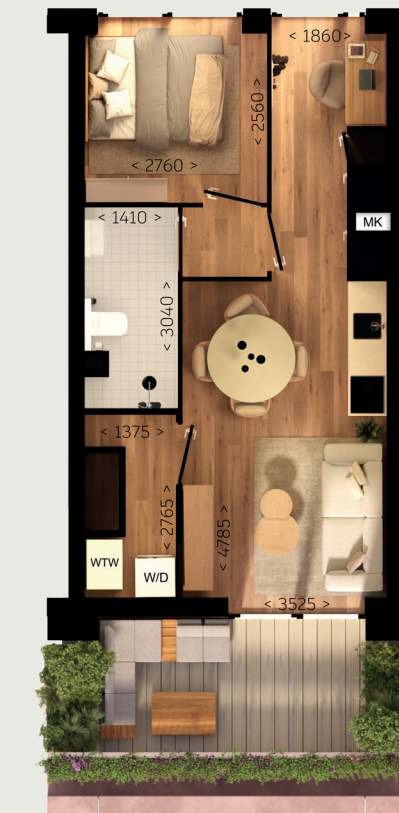 < 1860>
< 2560 >
< 2760 >
MK
< 1410 >
< 3040 >
< 1375 >
< 2765 >
< 4785 >
WTW
W/D
< 3525 >